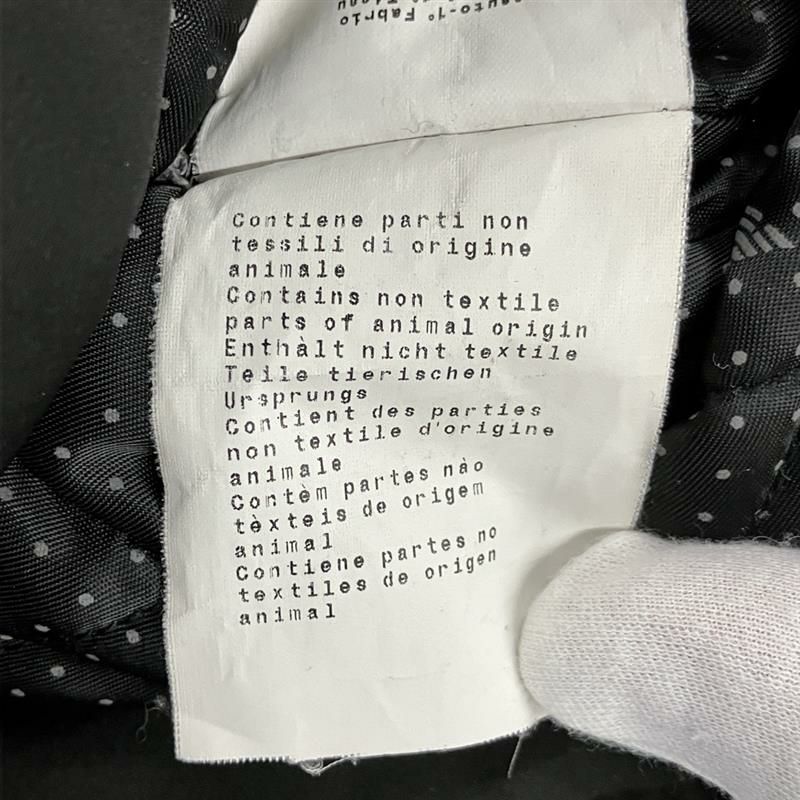 Contiene parti non
tessili di origine
animale
Contains non textile
parts of animal origin
Enthàlt nicht textile
Teile tierischen
Ursprungs
Contient des parties
non textile d'origine
animale
Contèm partes nào
tèxteis de origem
animal
Contiene partes no
textiles de origen
animal